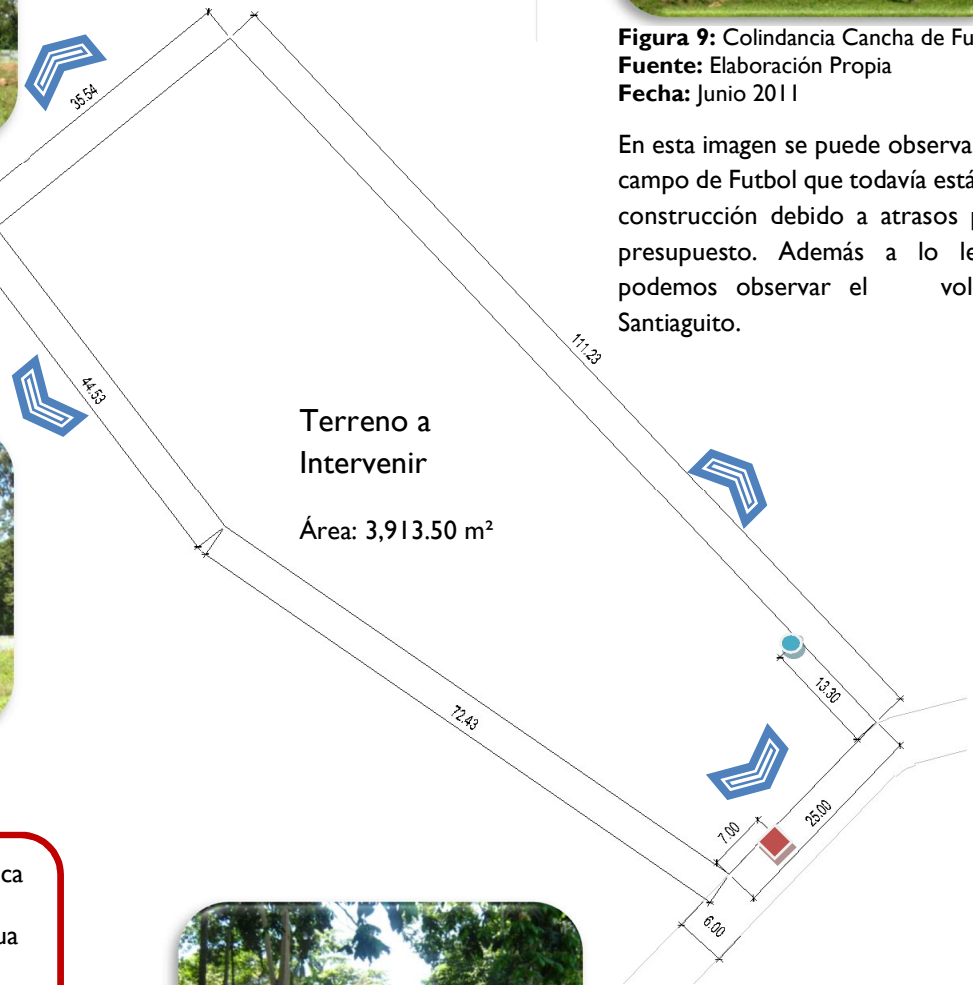 Figura 9: Colindancia Cancha de Fu
Fuente: Elaboración Propia
Fecha: Junio 2011
En esta imagen se puede observa
campo de Futbol que todavía está
construcción debido a atrasos p
presupuesto. Además a lo le
podemos observar el vol
Santiaguito.
35.54
111.23
44.53
Terreno a
Intervenir
Área: 3,913.50 m²
13.30
72.43
25.00
7.00
6.00
ca
ua